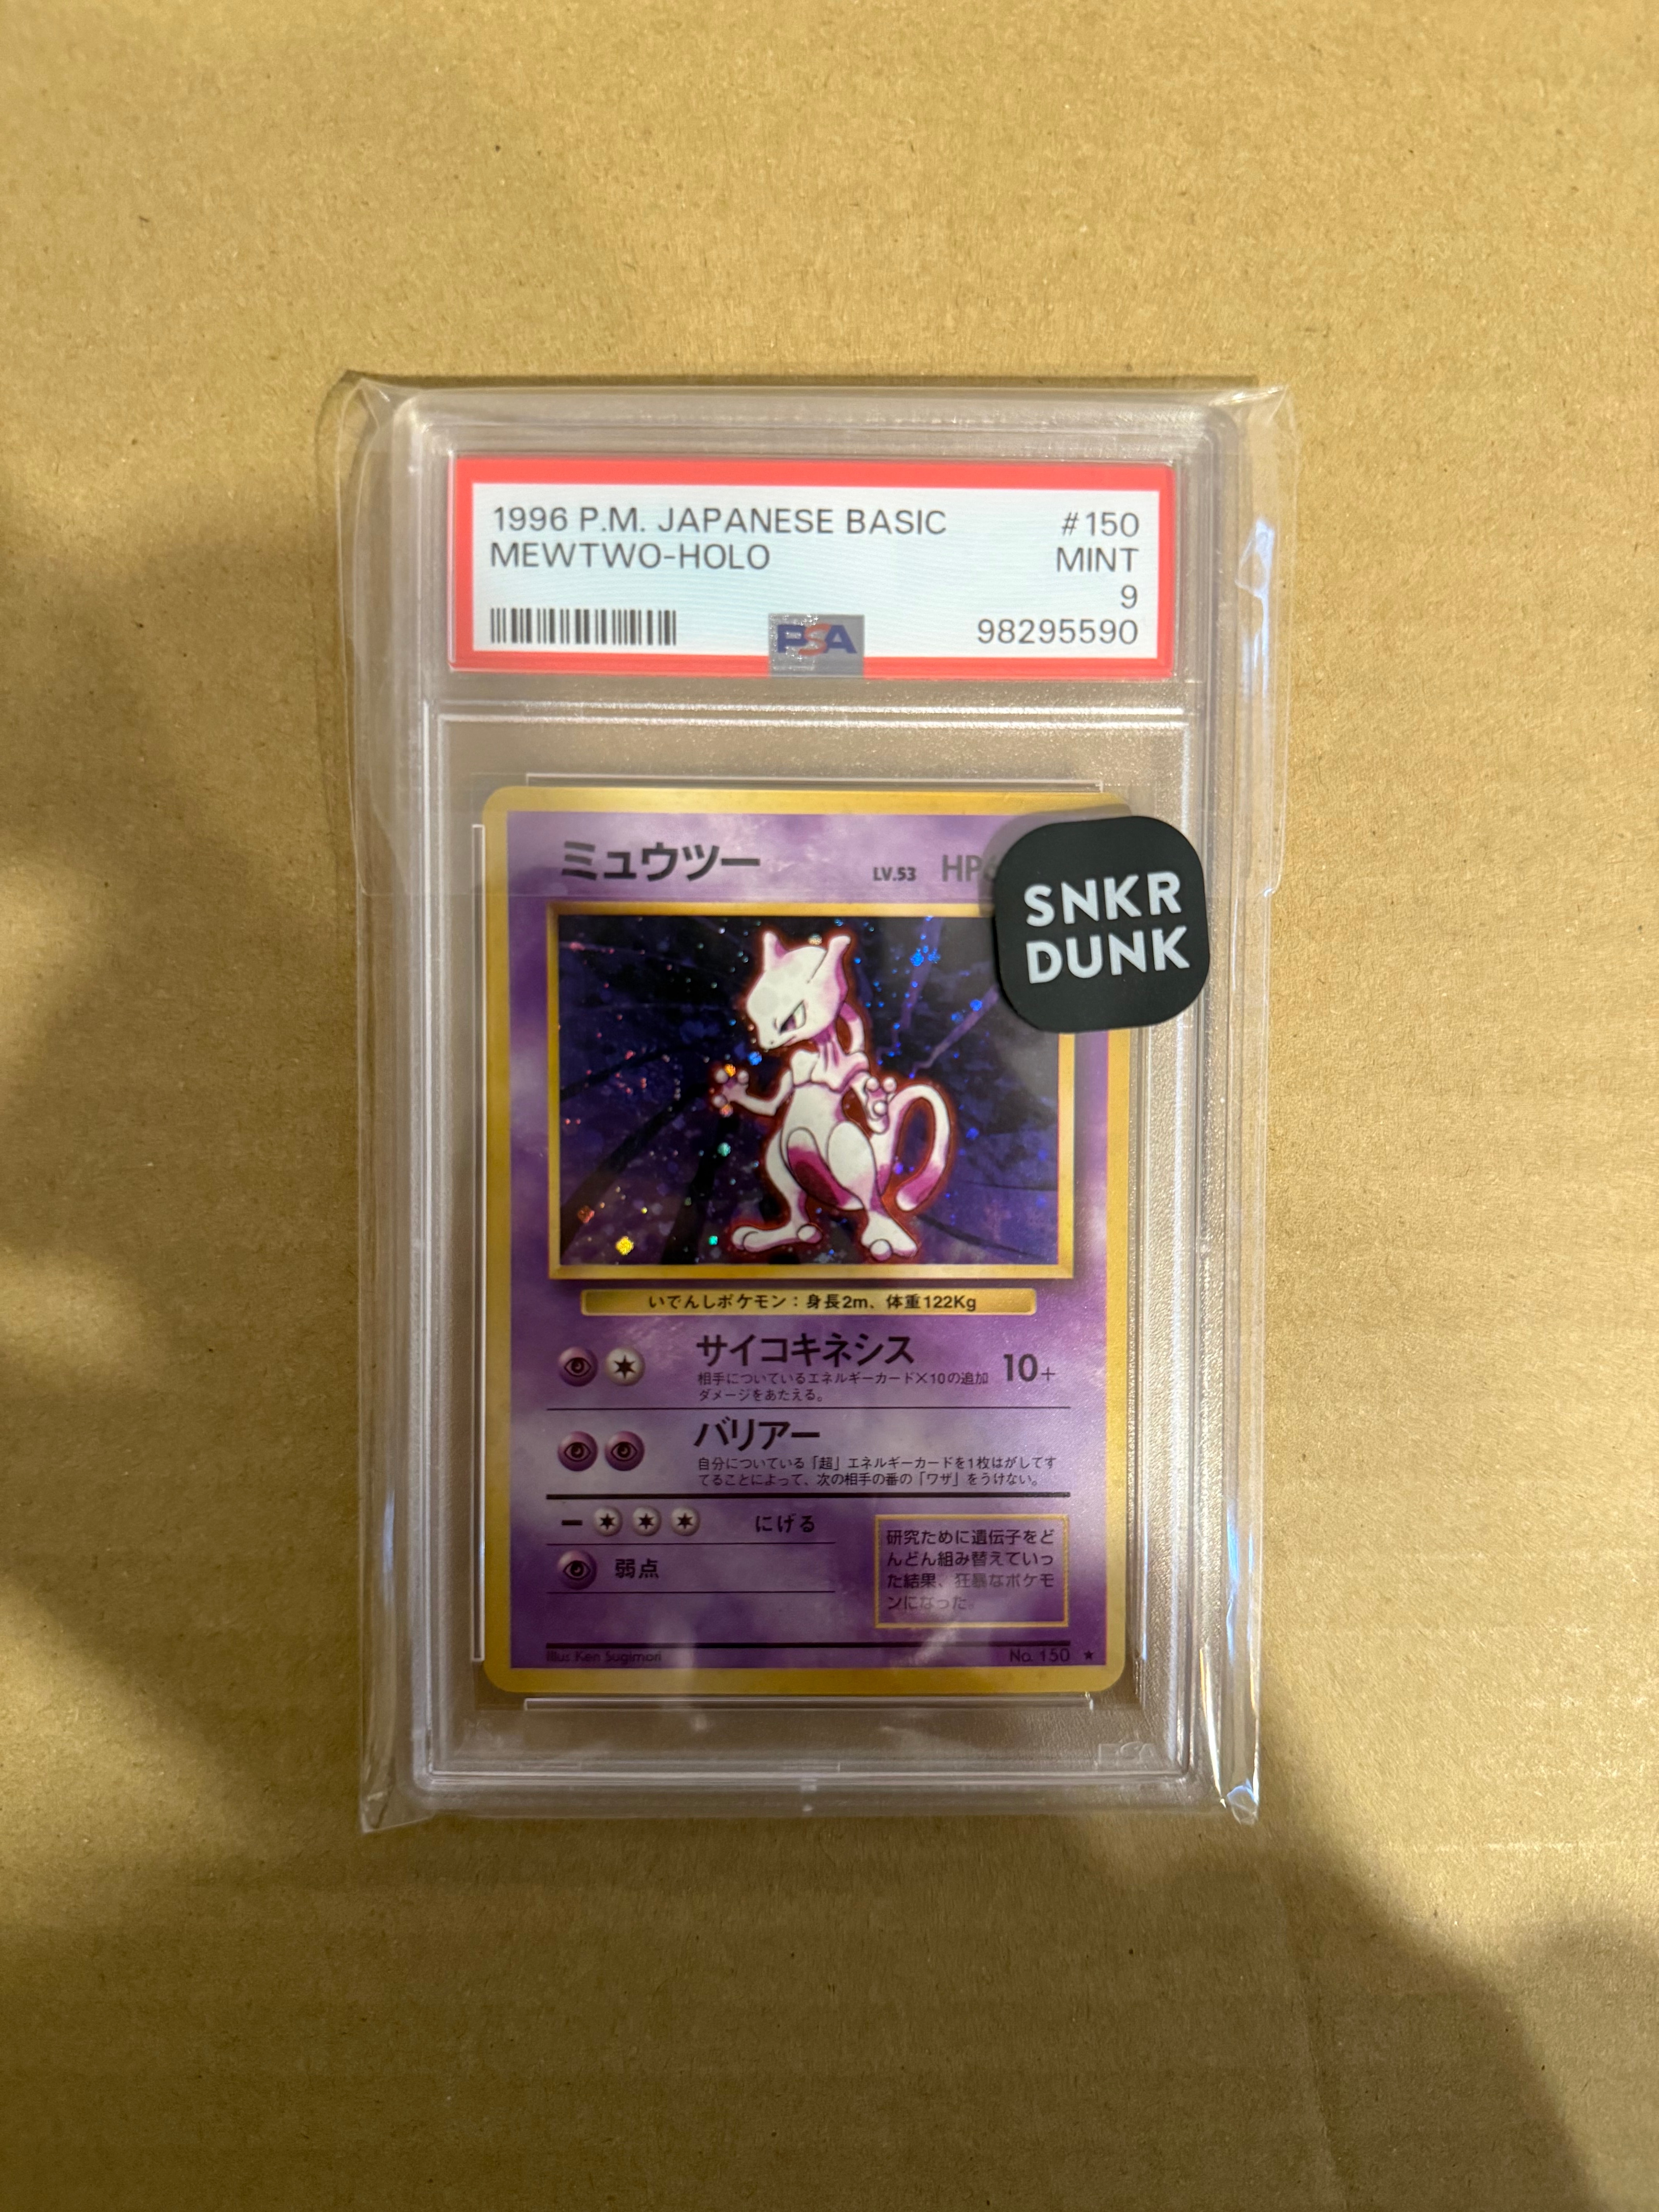 1996 P.M. JAPANESE BASIC #150
MEWTWO-HOLO MINT
9
PSA 98295590
ミュウツー LV.53 HP
SNKR
DUNK
いでんしポケモン：身長2m、体重122Kg
サイコキネシス 10+
相手についているエネルギーカード×10の追加
ダメージをあたえる。
バリアー
自分についている「超」エネルギーカードを1枚はがしてす
てることによって、次の相手の番の「ワザ」をうけない。
ー にげる
弱点
研究ために遺伝子をど
んどん組み替えていっ
た結果、狂暴なポケモ
ンになった。
Illus. Ken Sugimori No. 150 ★
PSA